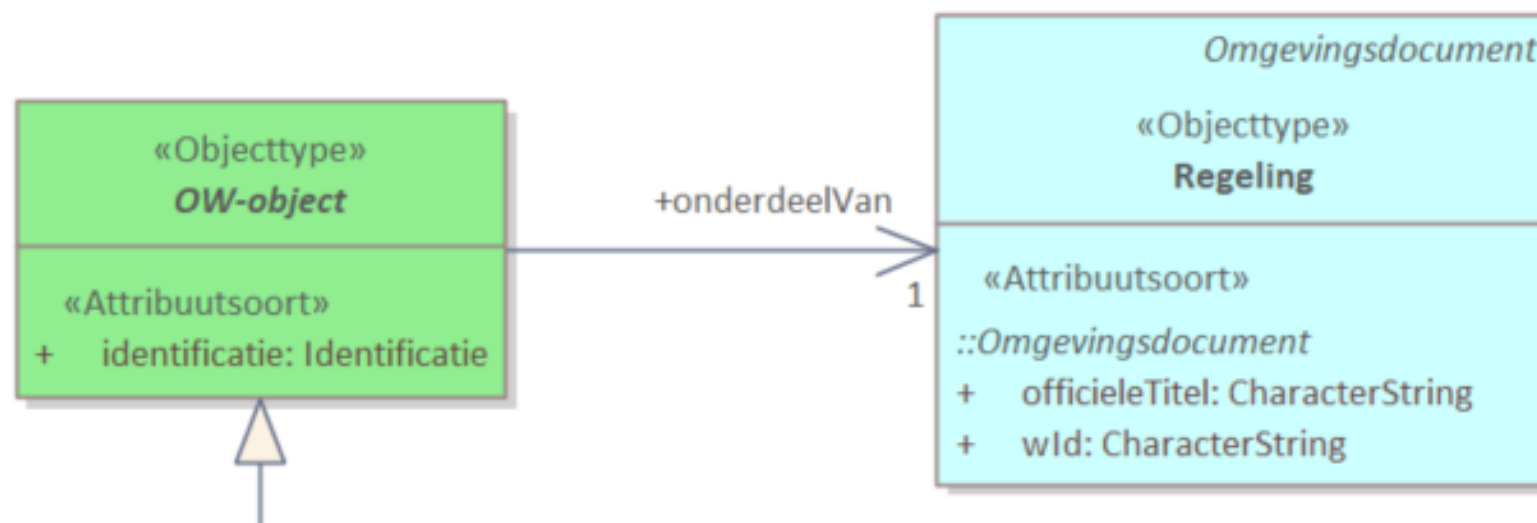 «Objecttype»
OW-object
«Attribuutsoort»
+ identificatie: Identificatie
+onderdeelVan
1
Omgevingsdocument
«Objecttype»
Regeling
«Attribuutsoort»
::Omgevingsdocument
+ officieleTitel: CharacterString
+ wId: CharacterString